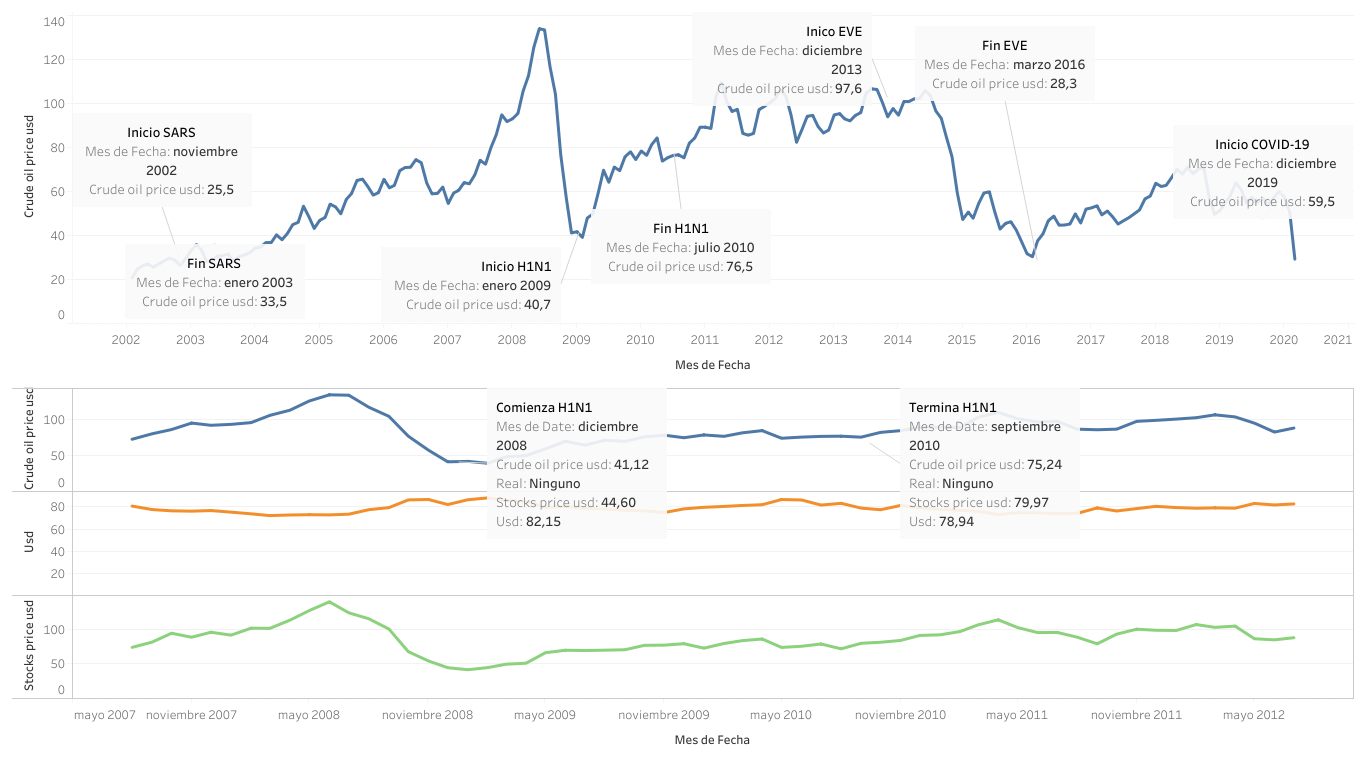 Crude oil price usd
140
120
100
80
60
40
20
0
Inicio SARS
Mes de Fecha: noviembre
2002
Crude oil price usd: 25,5
Fin SARS
Mes de Fecha: enero 2003
Crude oil price usd: 33,5
Inicio H1N1
Mes de Fecha: enero 2009
Crude oil price usd: 40,7
Fin H1N1
Mes de Fecha: julio 2010
Crude oil price usd: 76,5
Inico EVE
Mes de Fecha: diciembre
2013
Crude oil price usd: 97,6
Fin EVE
Mes de Fecha: marzo 2016
Crude oil price usd: 28,3
Inicio COVID-19
Mes de Fecha: diciembre
2019
Crude oil price usd: 59,5
2002 2003 2004 2005 2006 2007 2008 2009 2010 2011 2012 2013 2014 2015 2016 2017 2018 2019 2020 2021
Mes de Fecha
Crude oil price usd
100
50
0
Usd
80
60
40
20
Stocks price usd
100
50
0
Comienza H1N1
Mes de Date: diciembre
2008
Crude oil price usd: 41,12
Real: Ninguno
Stocks price usd: 44,60
Usd: 82,15
Termina H1N1
Mes de Date: septiembre
2010
Crude oil price usd: 75,24
Real: Ninguno
Stocks price usd: 79,97
Usd: 78,94
mayo 2007 noviembre 2007 mayo 2008 noviembre 2008 mayo 2009 noviembre 2009 mayo 2010 noviembre 2010 mayo 2011 noviembre 2011 mayo 2012
Mes de Fecha